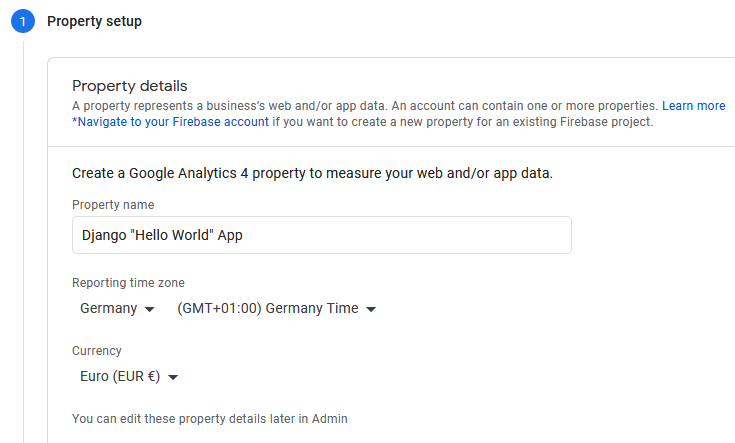 1 Property setup
Property details
A property represents a business's web and/or app data. An account can contain one or more properties. Learn more
*Navigate to your Firebase account if you want to create a new property for an existing Firebase project.
Create a Google Analytics 4 property to measure your web and/or app data.
Property name
Django "Hello World" App
Reporting time zone
Germany (GMT+01:00) Germany Time
Currency
Euro (EUR €)
You can edit these property details later in Admin